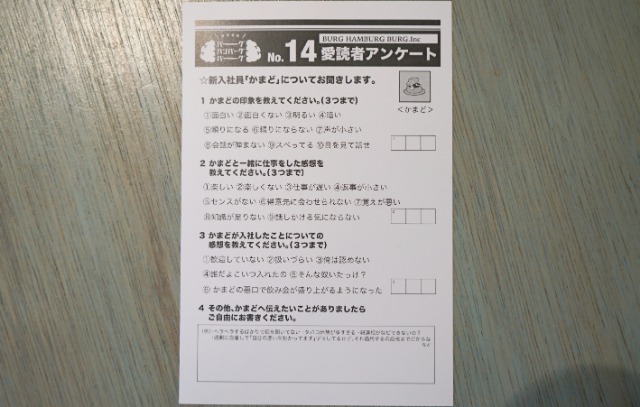 バーグ
ハンバーグ
バーグ
No.14
BURG HAMBURG BURG.Inc
愛読者アンケート
☆新入社員「かまど」についてお聞きします。
<かまど>
1 かまどの印象を教えてください。(3つまで)
①面白い ②面白くない ③明るい ④暗い
⑤頼りになる ⑥頼りにならない ⑦声が小さい
⑧会話が弾まない ⑨スベってる ⑩目を見て話せ
2 かまどと一緒に仕事をした感想を
教えてください。(3つまで)
①楽しい ②楽しくない ③仕事が遅い ④返事が小さい
⑤センスがない ⑥得意先に会わせられない ⑦覚えが悪い
⑧知識が足りない ⑨話しかける気にならない
3 かまどが入社したことについての
感想を教えてください。(3つまで)
①歓迎していない ②扱いづらい ③俺は認めない
④誰だよこいつ入れたの ⑤そんな奴いたっけ?
⑥ かまどの悪口で飲み会が盛り上がるようになった
4 その他、かまどへ伝えたいことがありましたら
ご自由にお書きください。